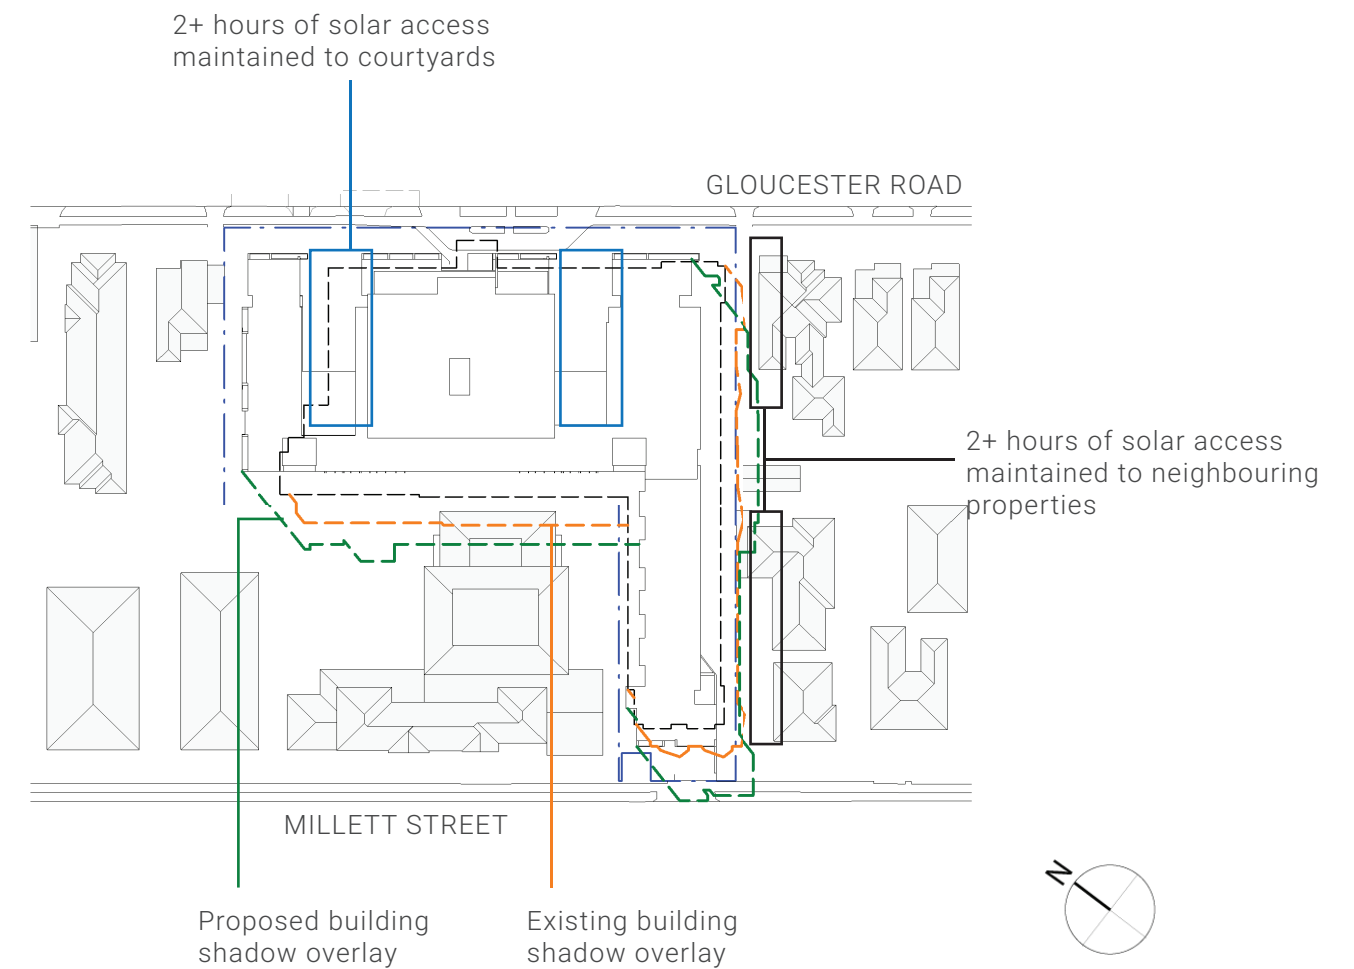 2+ hours of solar access
maintained to courtyards
GLOUCESTER ROAD
2+ hours of solar access
maintained to neighbouring
properties
MILLETT STREET
N
Proposed building
shadow overlay
Existing building
shadow overlay